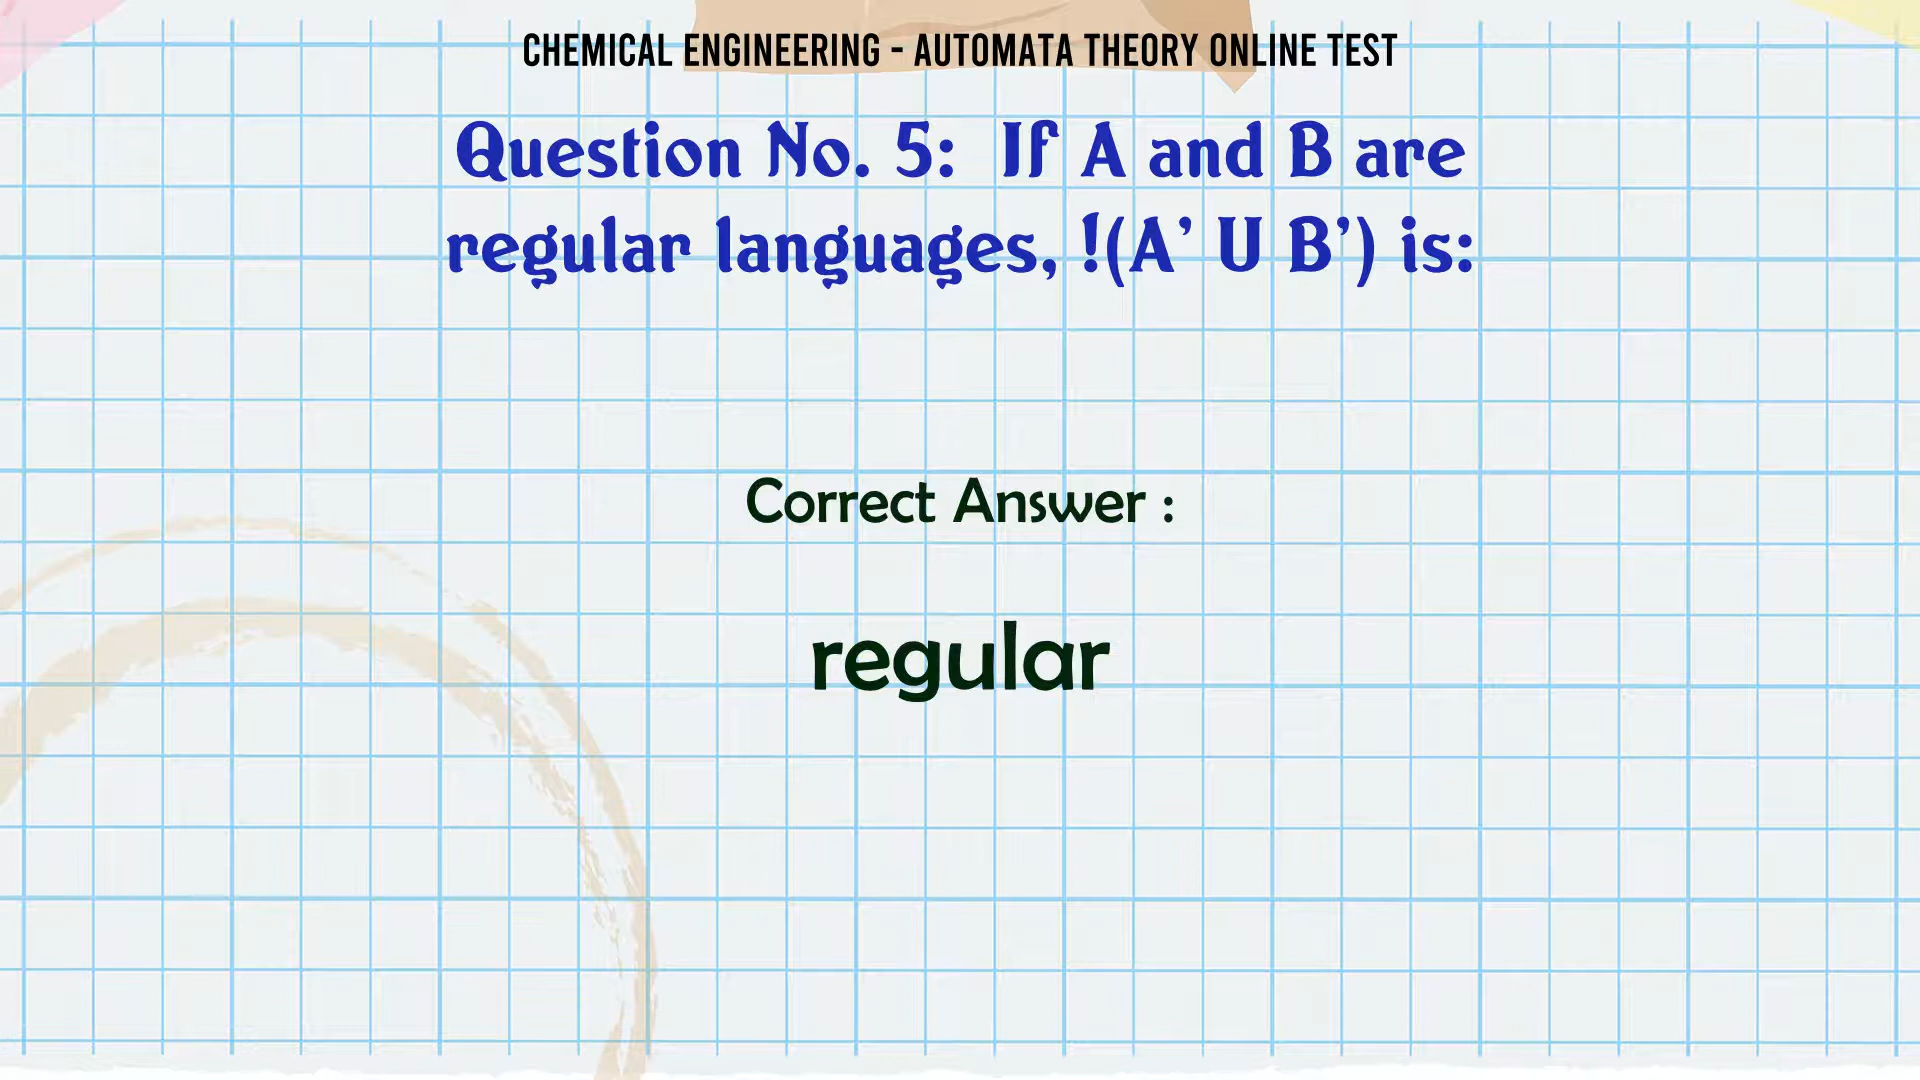 CHEMICAL ENGINEERING - AUTOMATA THEORY ONLINE TEST
Question No. 5: If A and B are
regular languages, !(A’ U B’) is:
Correct Answer :
regular